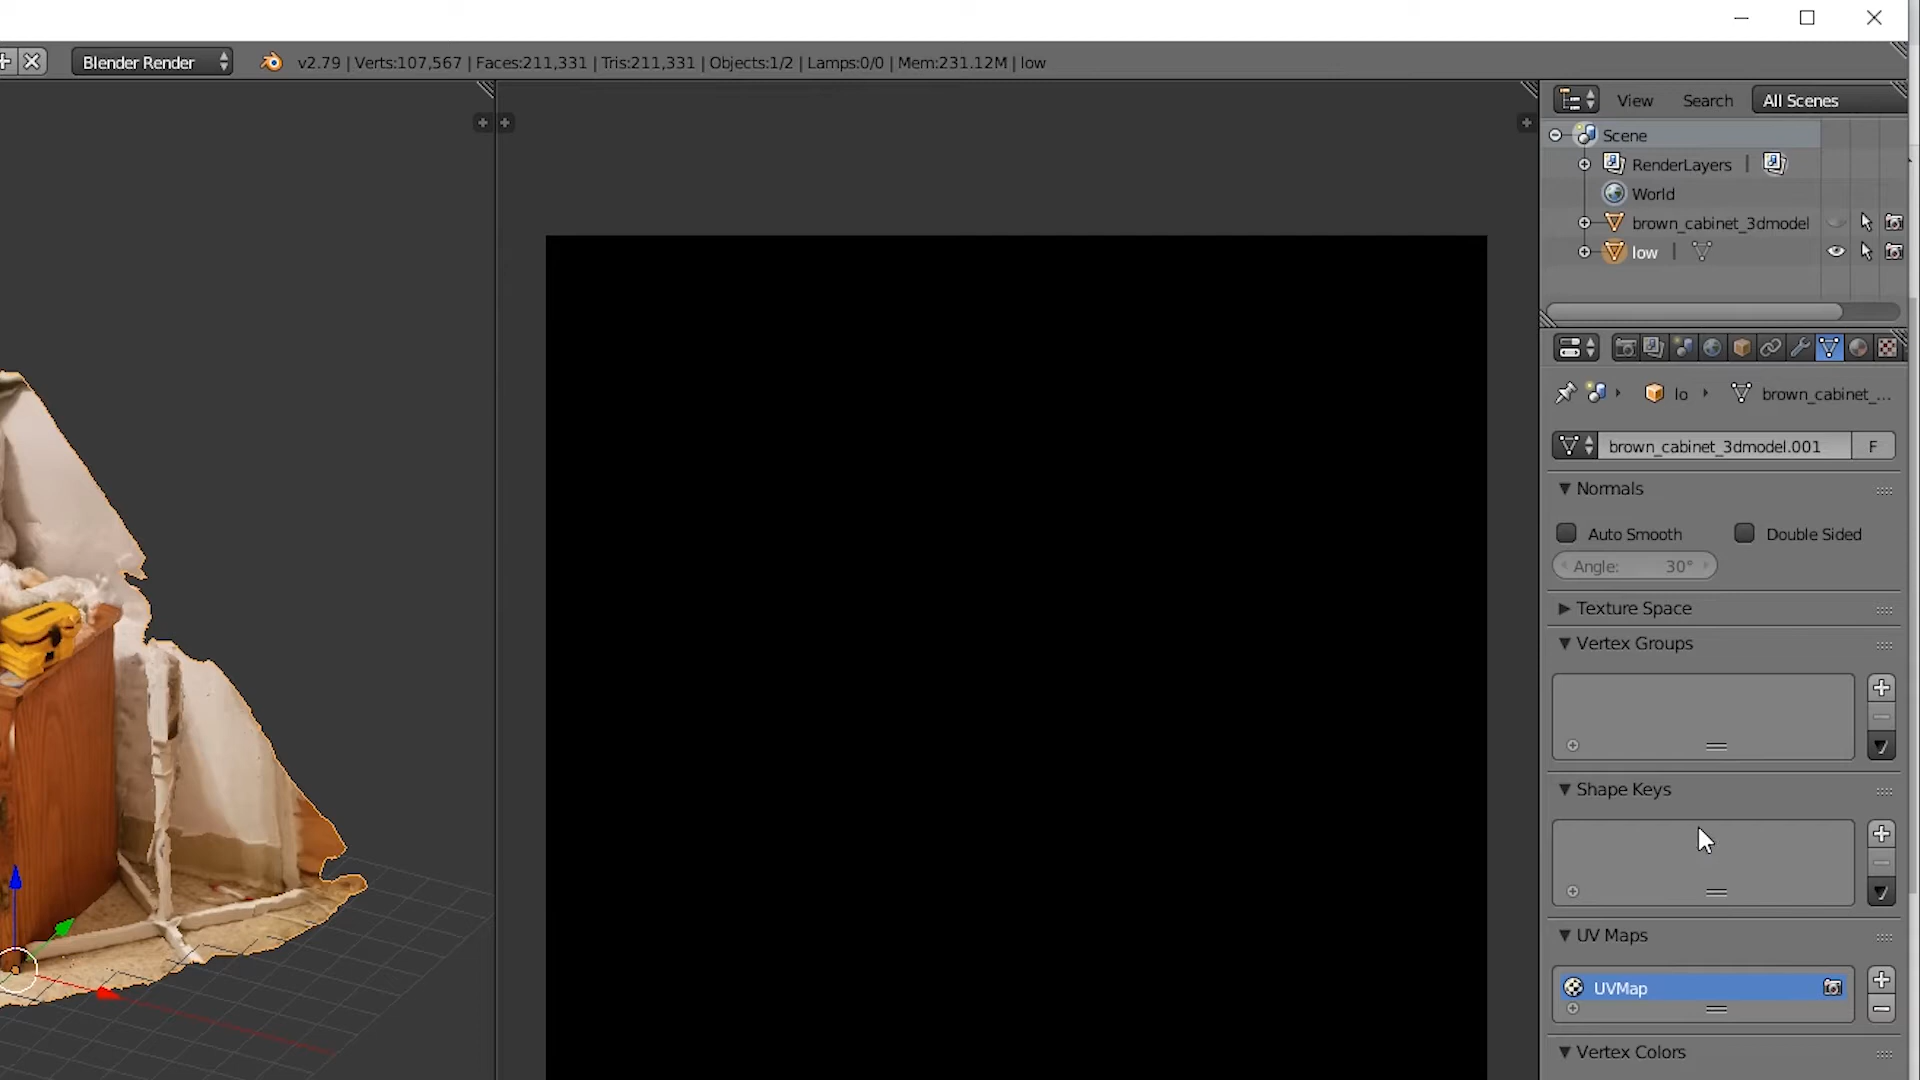 Blender Render
v2.79 | Verts:107,567 | Faces:211,331 | Tris:211,331 | Objects:1/2 | Lamps:0/0 | Mem:231.12M | low
View Search All Scenes
Scene
RenderLayers |
World
brown_cabinet_3dmodel
low |
lo brown_cabinet_...
brown_cabinet_3dmodel.001 F
Normals
Auto Smooth Double Sided
Angle: 30°
Texture Space
Vertex Groups
Shape Keys
UV Maps
UVMap
Vertex Colors